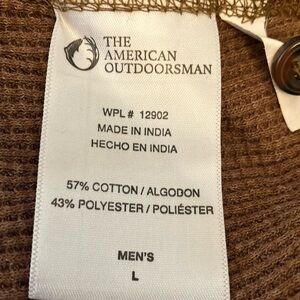 THE
AMERICAN
OUTDOORSMAN
WPL # 12902
MADE IN INDIA
HECHO EN INDIA
57% COTTON / ALGODON
43% POLYESTER / POLIÉSTER
MEN'S
L